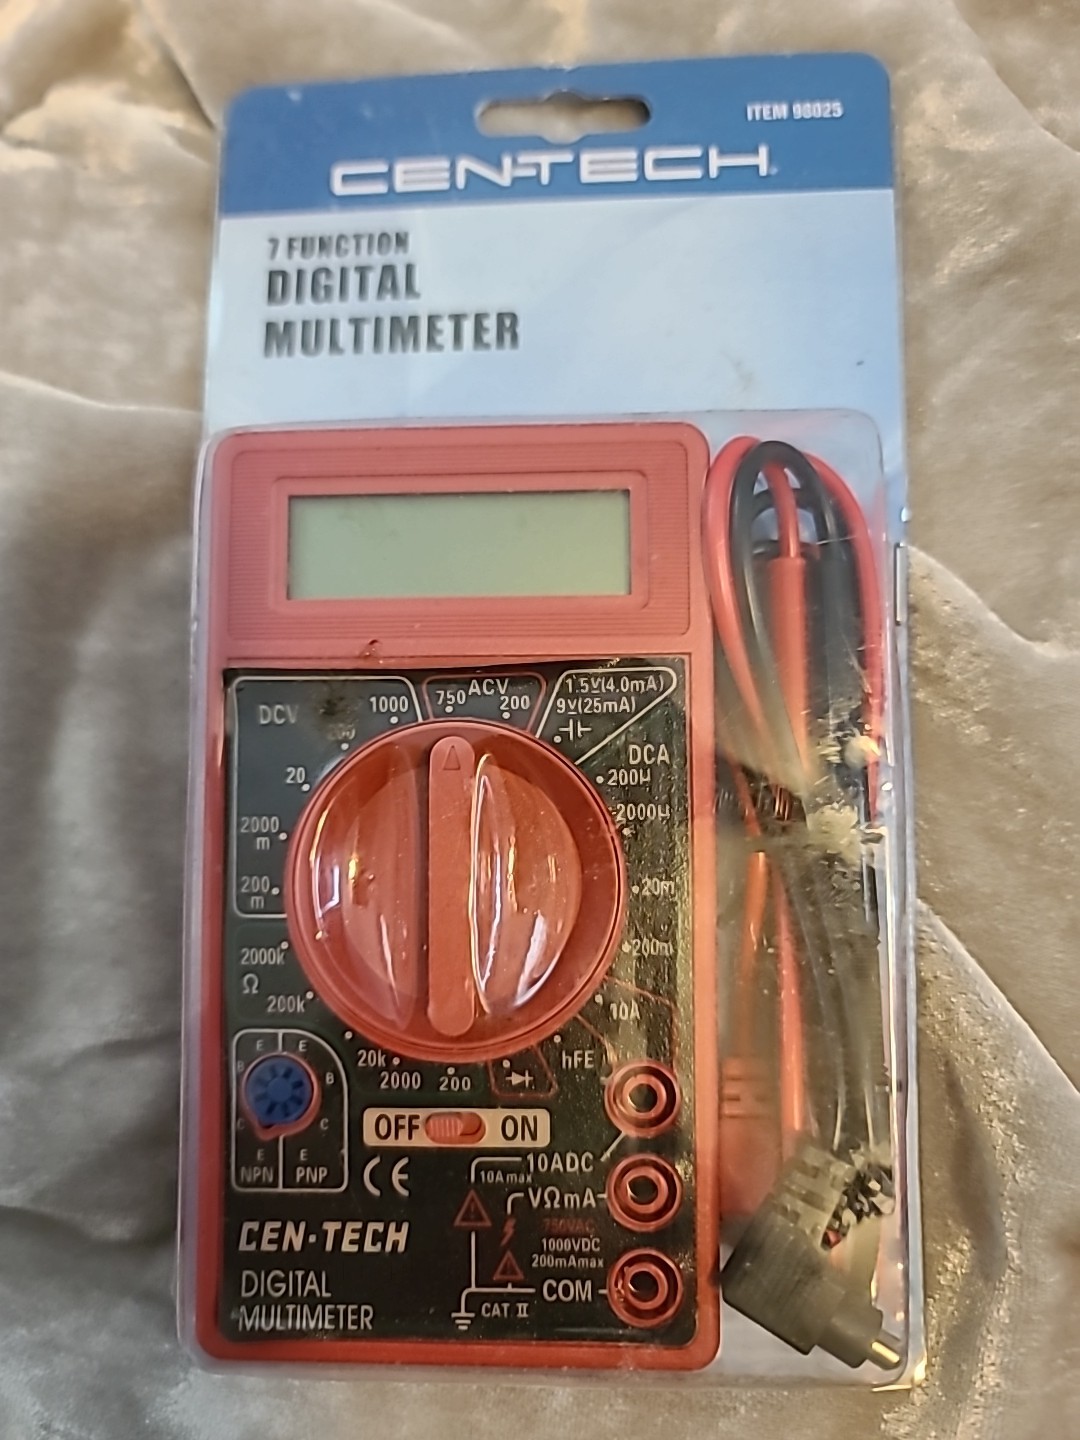 ITEM 98025
CEN-TECH
7 FUNCTION
DIGITAL
MULTIMETER
DCV
1000
750 ACV 200
1.5V(4.0mA)
9V(25mA)
DCA
200μ
20
2000μ
2000
m
20m
200
m
200m
2000k
Ω
200k
10A
20k
2000
200
hFE
E E
B B
C C
E E
NPN PNP
OFF ON
CE
10ADC
10Amax
VΩmA
750VAC
1000VDC
200mAmax
COM
CAT II
CEN-TECH
DIGITAL
MULTIMETER